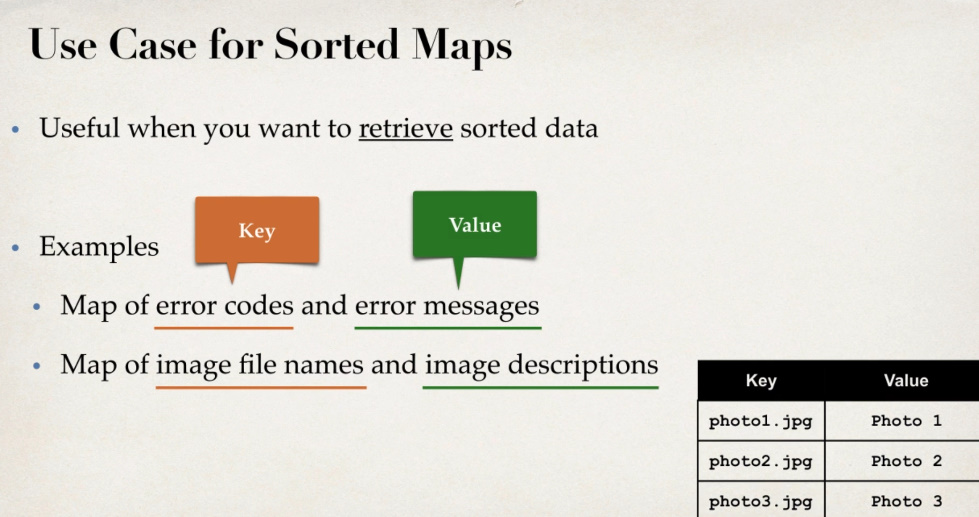 Use Case for Sorted Maps
• Useful when you want to retrieve sorted data
Key
Value
• Examples
• Map of error codes and error messages
• Map of image file names and image descriptions
Key Value
photo1.jpg Photo 1
photo2.jpg Photo 2
photo3.jpg Photo 3